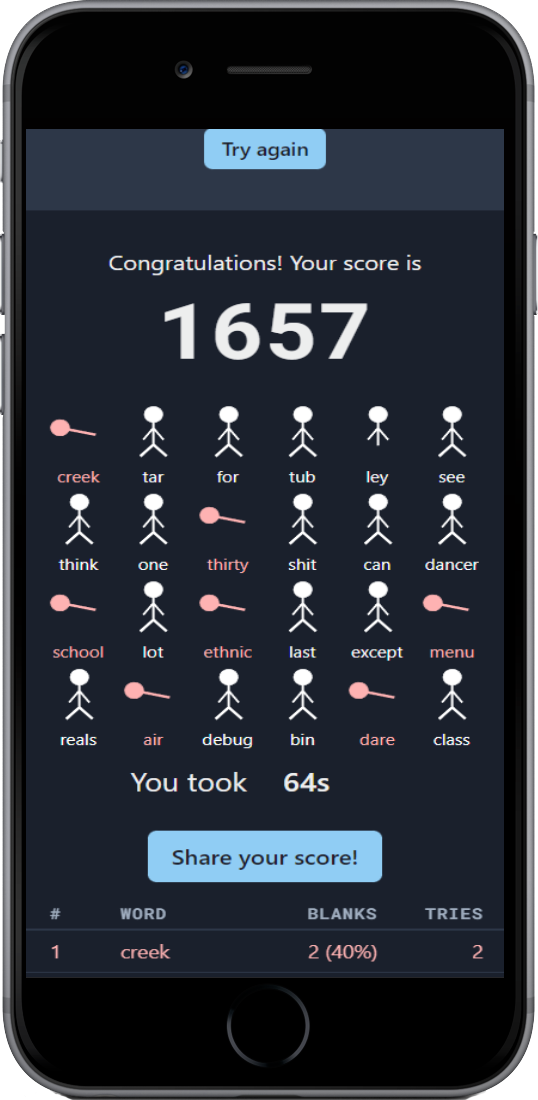 Try again
Congratulations! Your score is
1657
creek tar for tub ley see
think one thirty shit can dancer
school lot ethnic last except menu
reals air debug bin dare class
You took 64s
Share your score!
# WORD BLANKS TRIES
1 creek 2 (40%) 2